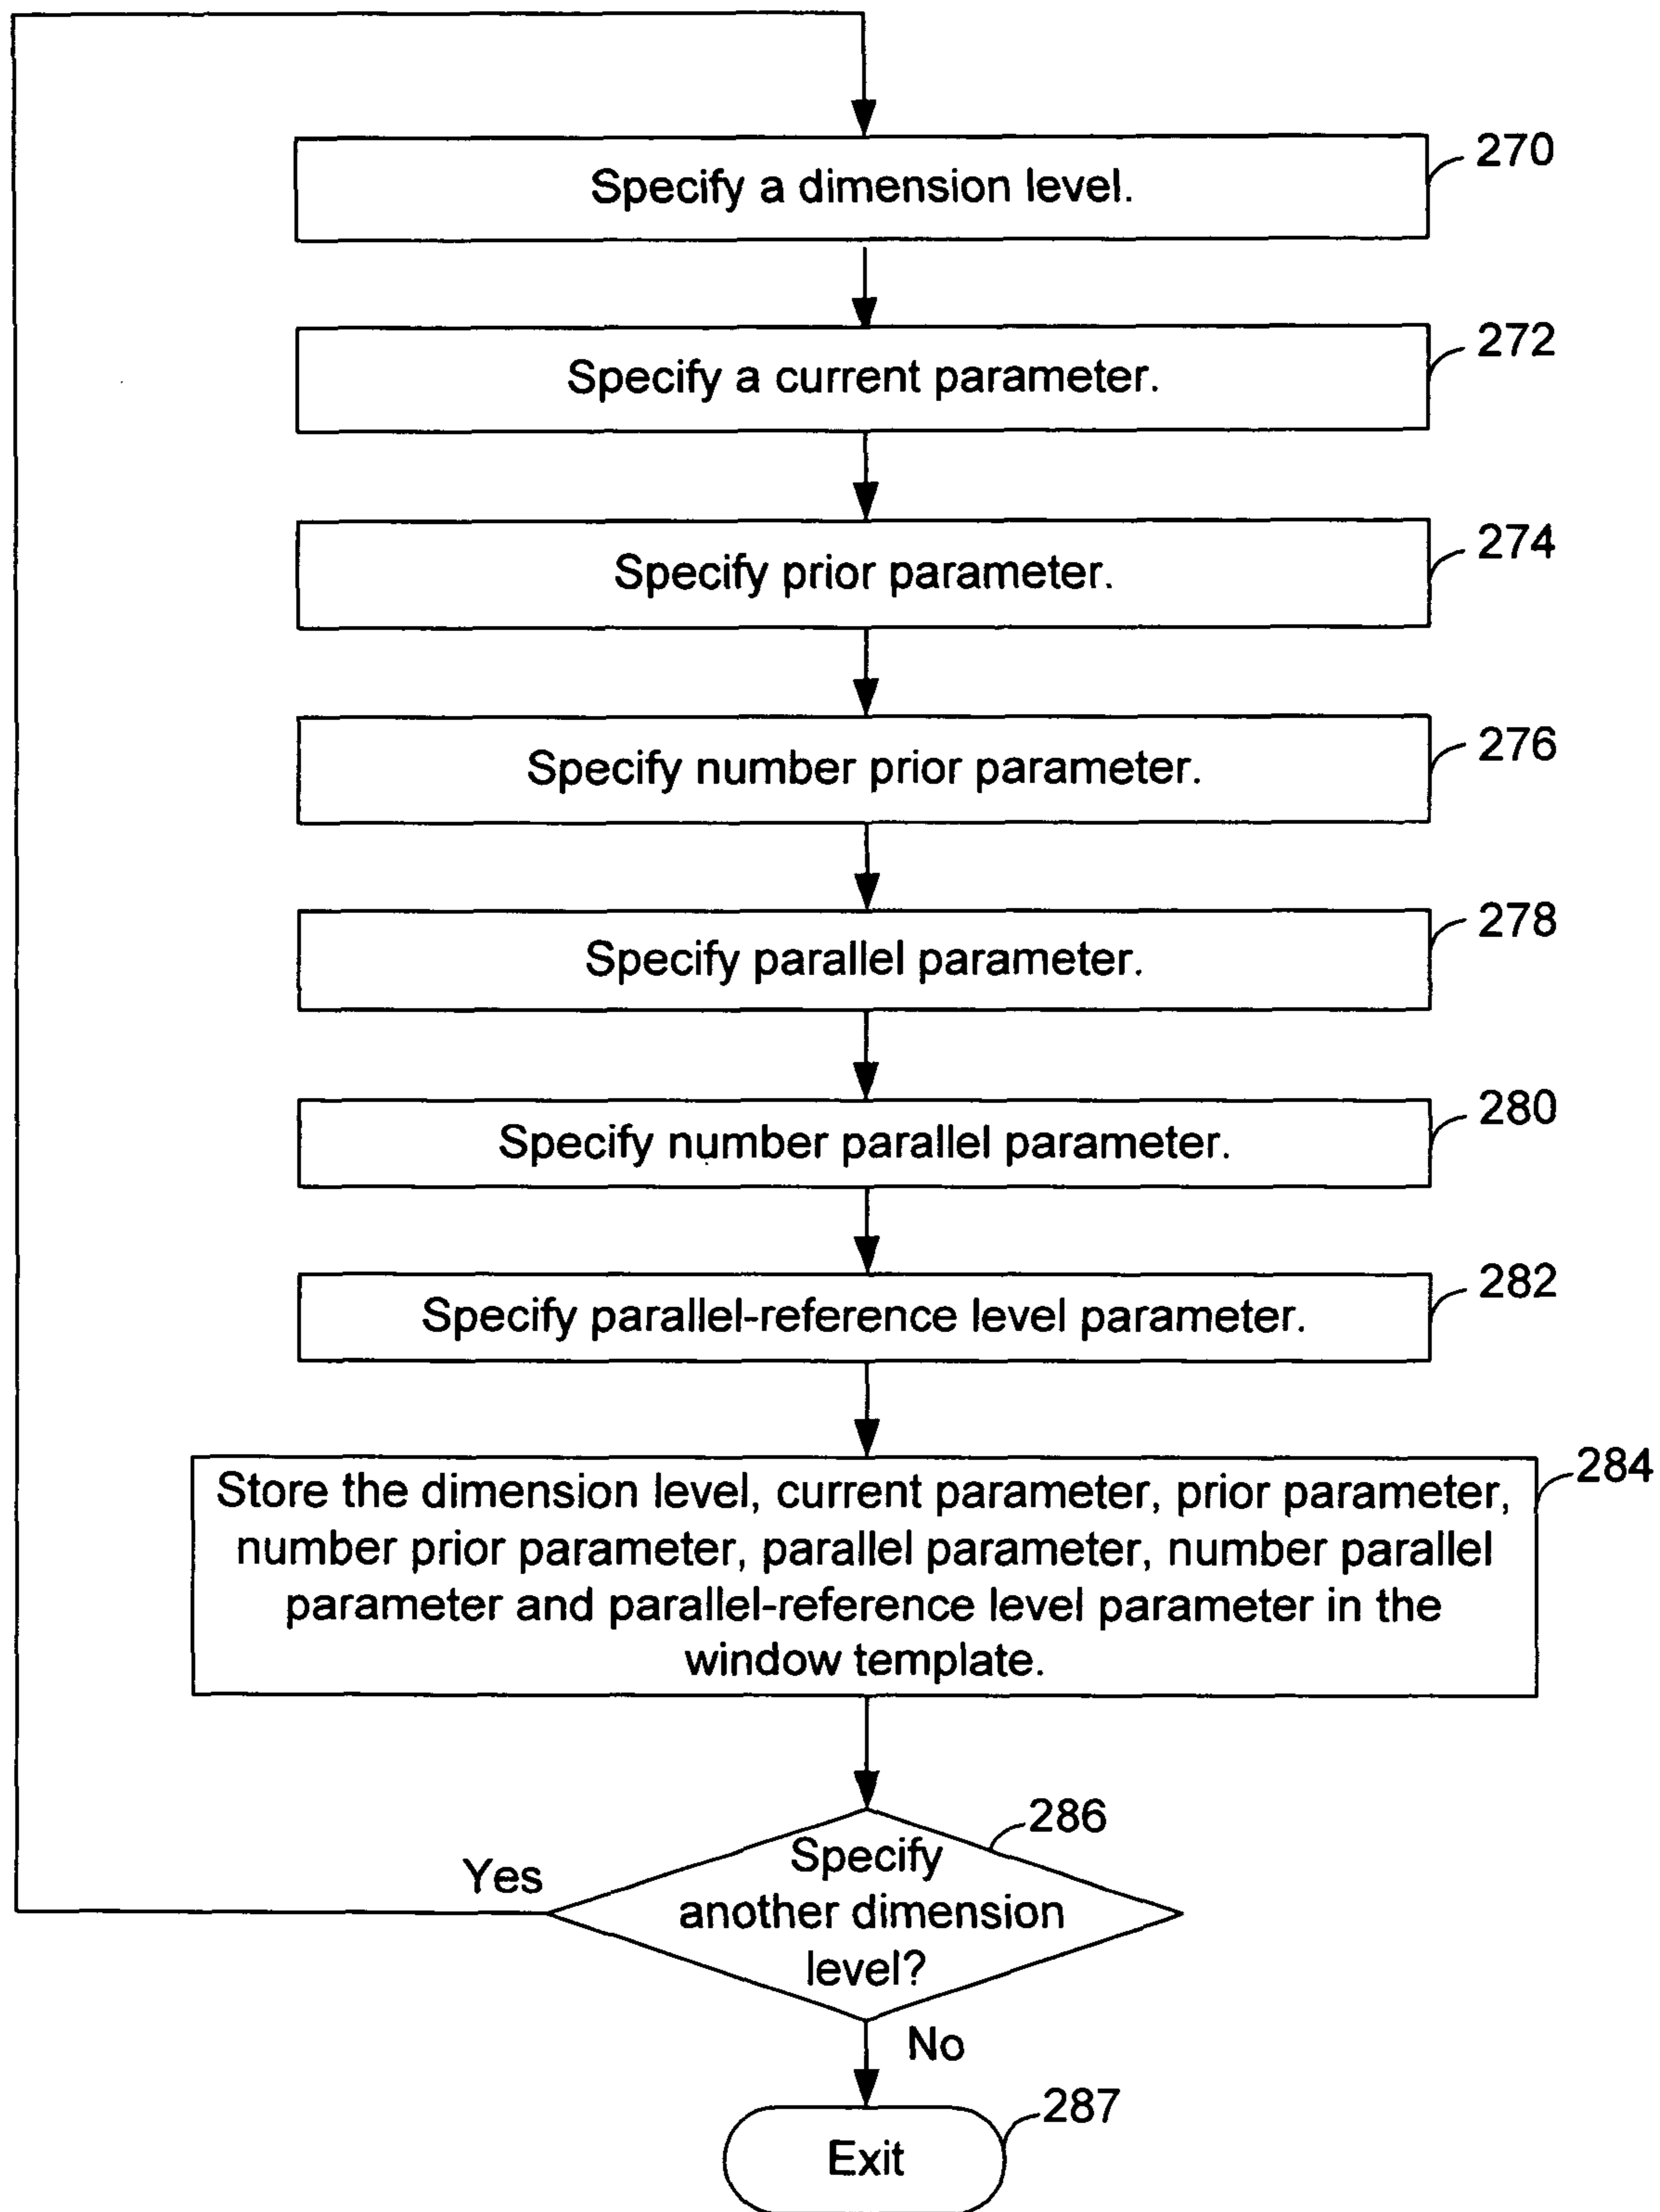 270
Specify a dimension level.
272
Specify a current parameter.
274
Specify prior parameter.
276
Specify number prior parameter.
278
Specify parallel parameter.
280
Specify number parallel parameter.
282
Specify parallel-reference level parameter.
284
Store the dimension level, current parameter, prior parameter,
number prior parameter, parallel parameter, number parallel
parameter and parallel-reference level parameter in the
window template.
286
Specify
another dimension
level?
Yes
No
287
Exit